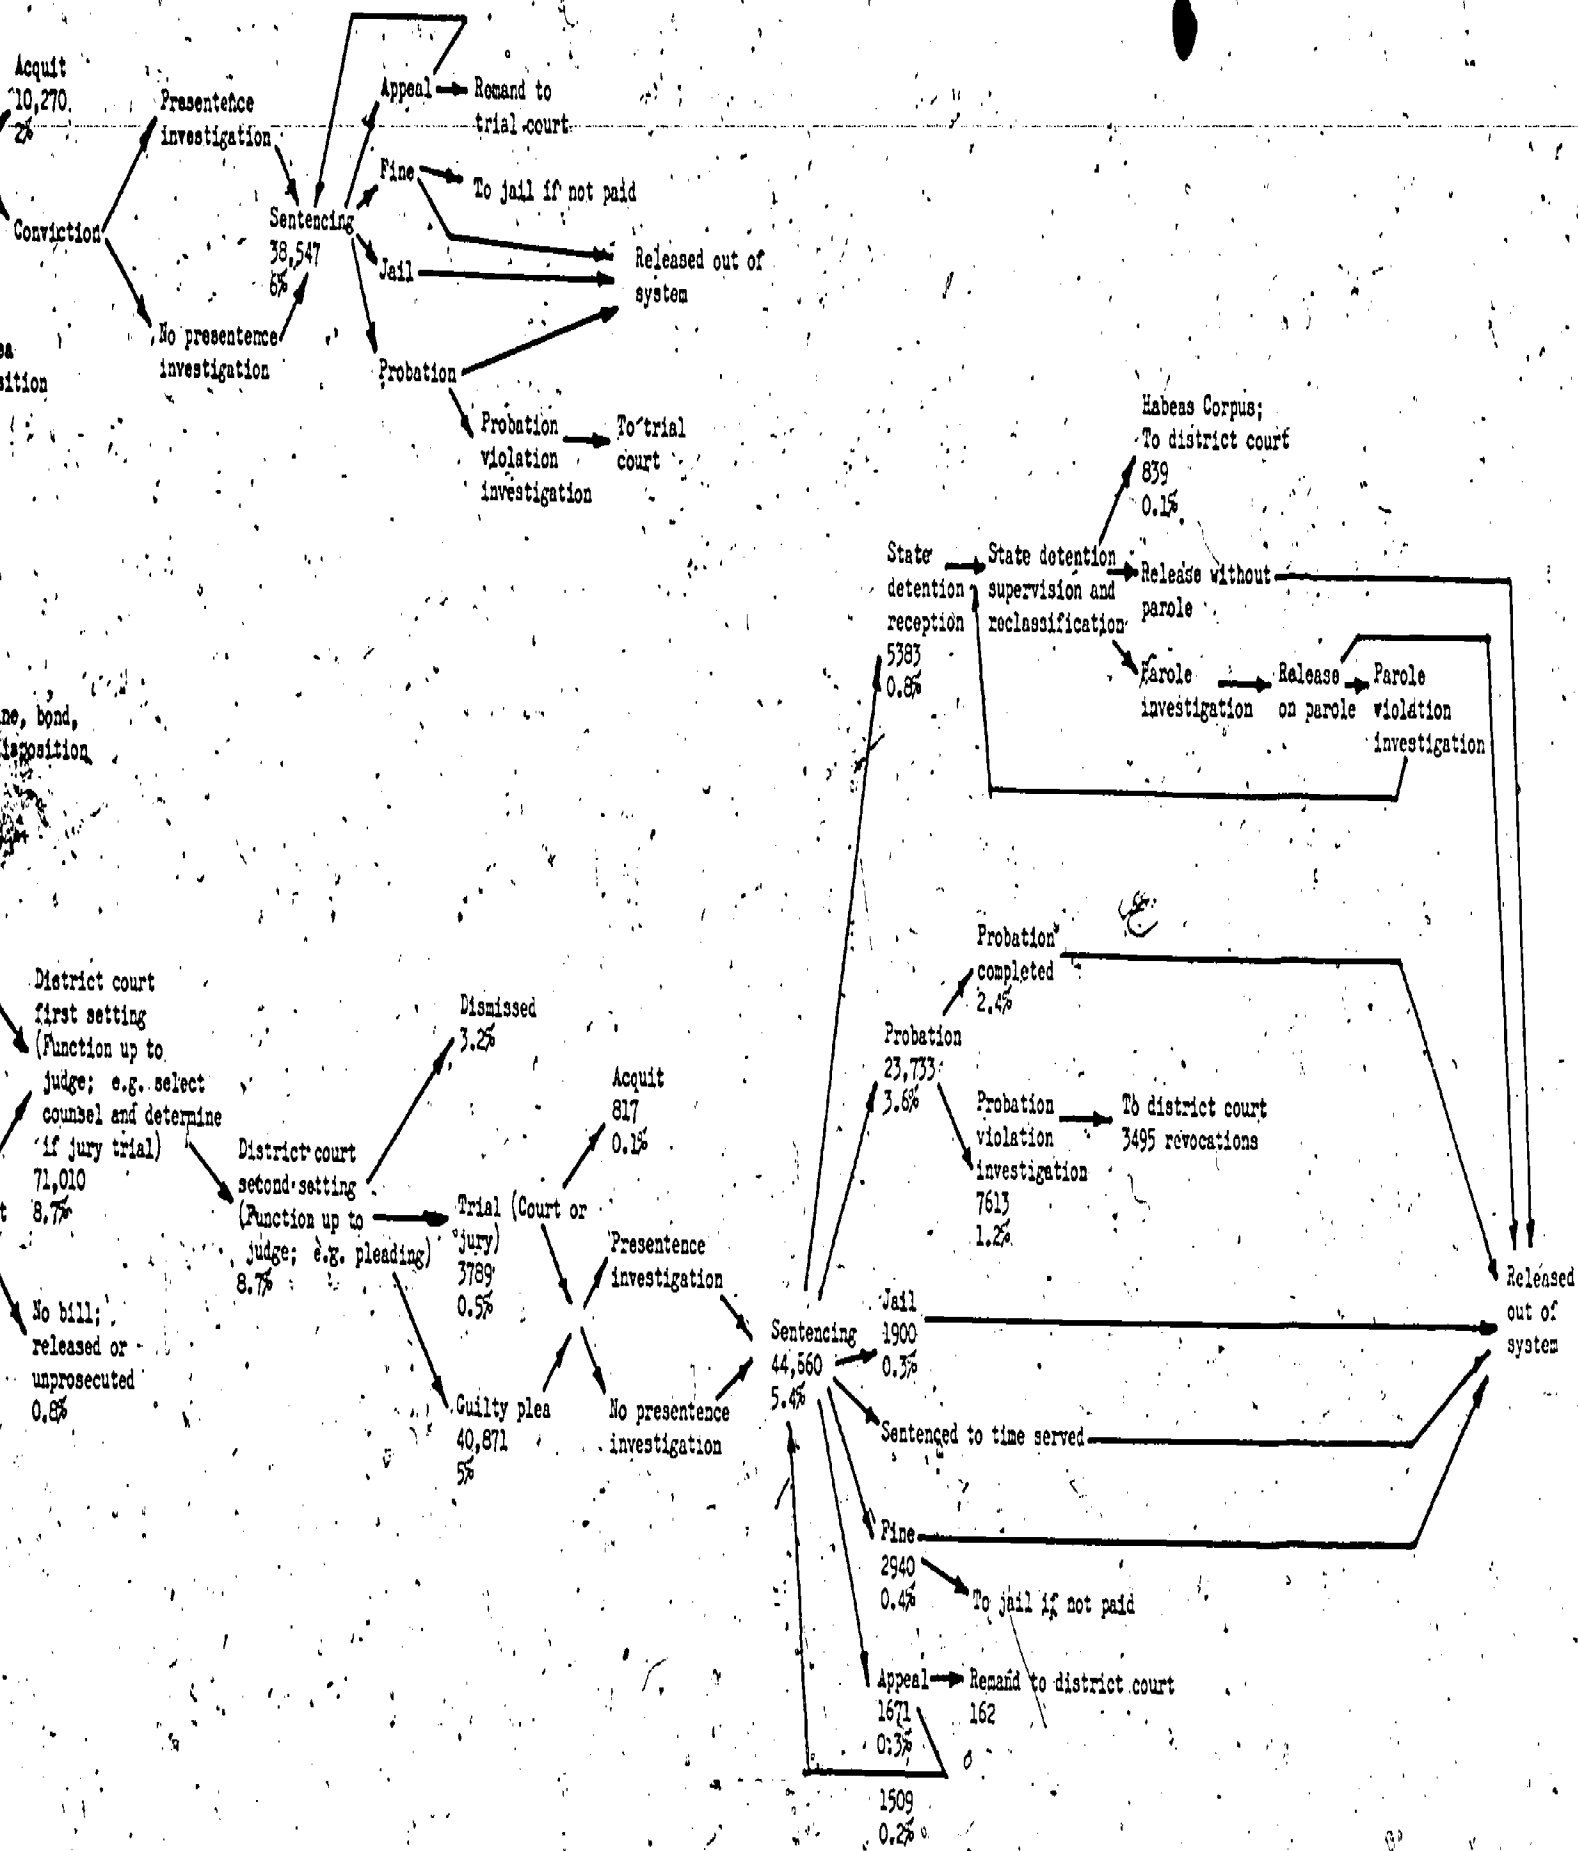 Acquit
10,270
2%
Presentence
investigation
Conviction
No presentence
investigation
Sentencing
38,547
6%
Appeal
Remand to
trial court
Fine
To jail if not paid
Jail
Released out of
system
Probation
Probation
violation
investigation
To trial
court
ea
sition
ne, bond,
disposition
Habeas Corpus;
To district court
839
0.1%
State
detention
reception
5383
0.8%
State detention
supervision and
reclassification
Release without
parole
Parole
investigation
Release
on parole
Parole
violation
investigation
District court
first setting
(Function up to
judge; e.g. select
counsel and determine
if jury trial)
71,010
8.7%
t
No bill;
released or
unprosecuted
0.8%
District court
second setting
(Function up to
judge; e.g. pleading)
8.7%
Dismissed
3.2%
Trial (Court or
jury)
3789
0.5%
Guilty plea
40,871
5%
Acquit
817
0.1%
Presentence
investigation
No presentence
investigation
Sentencing
44,660
5.4%
Probation
23,733
3.6%
Probation
completed
2.4%
Probation
violation
investigation
7613
1.2%
To district court
3495 revocations
Jail
1900
0.3%
Sentenced to time served
Fine
2940
0.4%
To jail if not paid
Appeal
1671
0.3%
Remand to district court
162
1509
0.2%
Released
out of
system